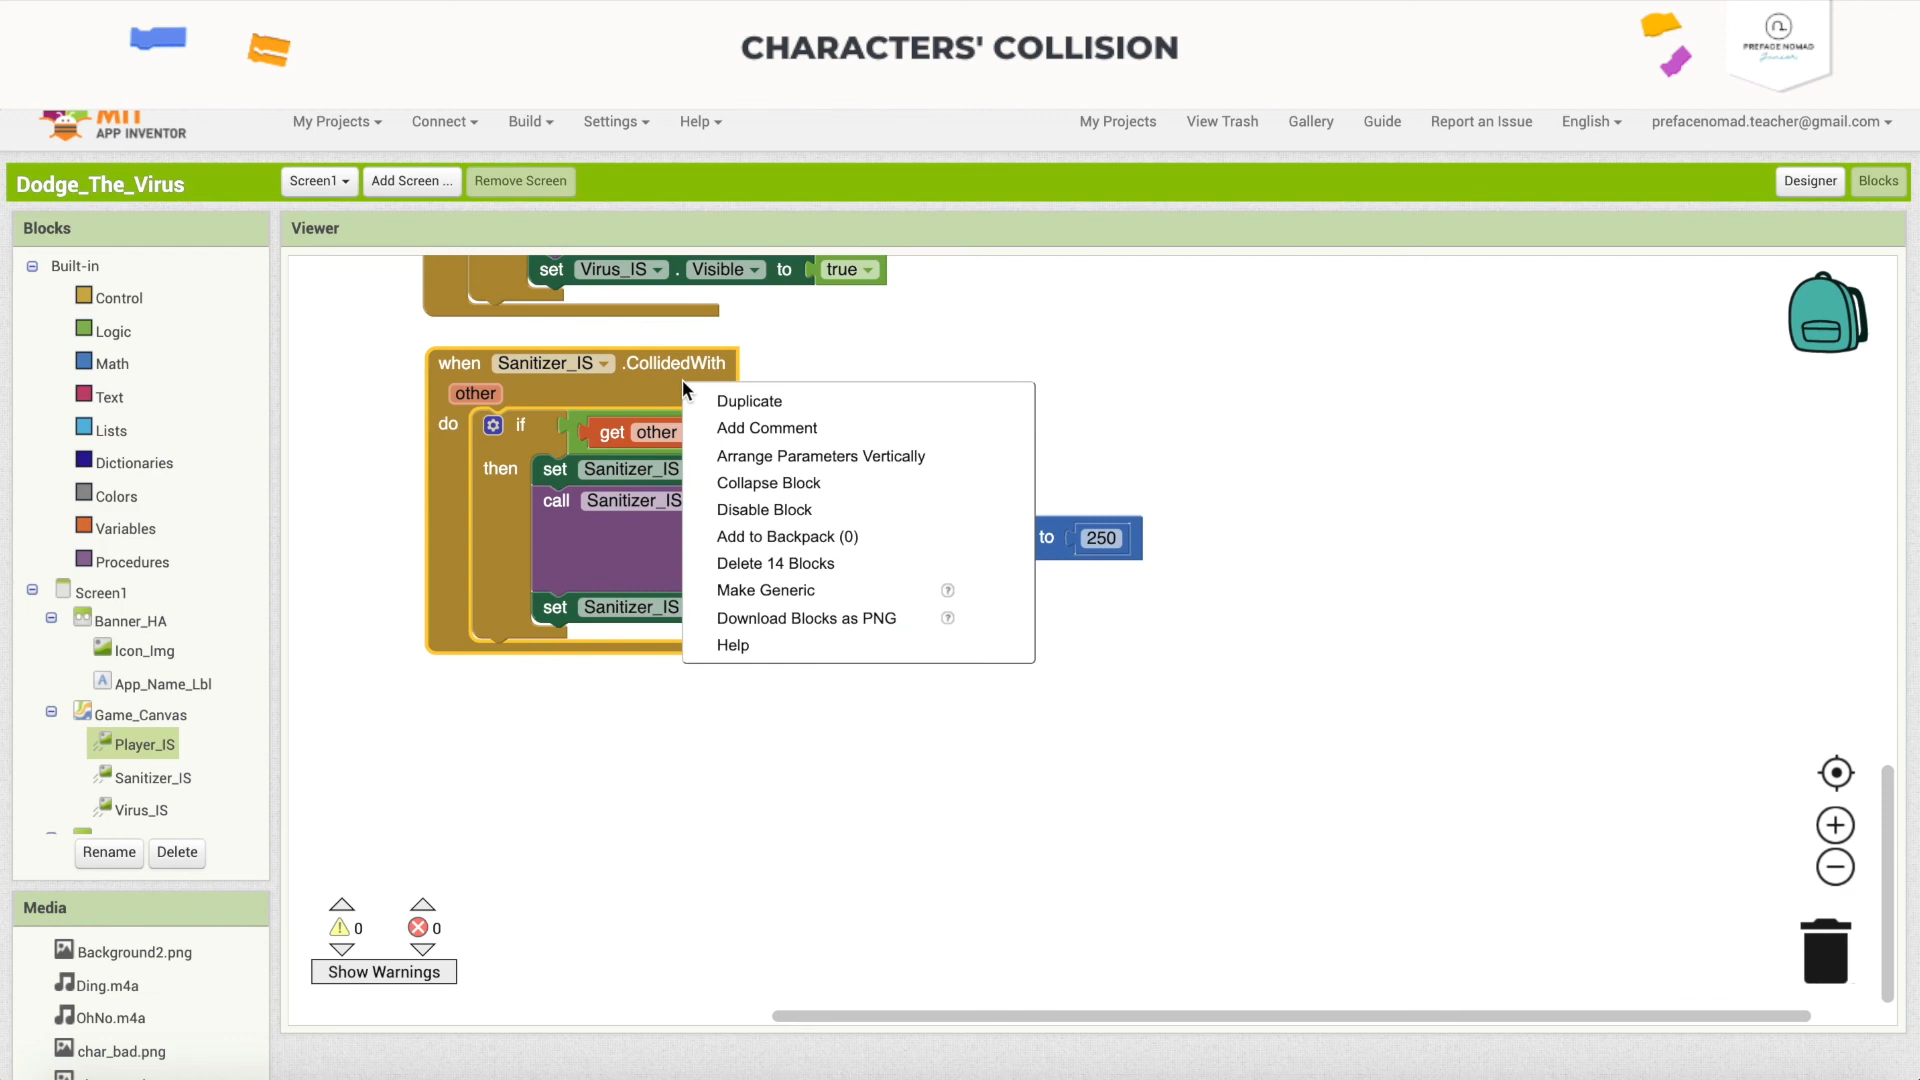 CHARACTERS' COLLISION
PREFACE NOMAD
Junior
MIT
APP INVENTOR
My Projects Connect Build Settings Help My Projects View Trash Gallery Guide Report an Issue English prefacenomad.teacher@gmail.com
Dodge_The_Virus Screen1 Add Screen ... Remove Screen Designer Blocks
Blocks
Viewer
Built-in
Control
Logic
Math
Text
Lists
Dictionaries
Colors
Variables
Procedures
Screen1
Banner_HA
Icon_Img
App_Name_Lbl
Game_Canvas
Player_IS
Sanitizer_IS
Virus_IS
Rename Delete
Media
Background2.png
Ding.m4a
OhNo.m4a
char_bad.png
set Virus_IS . Visible to true
when Sanitizer_IS .CollidedWith
other
do if get other
then set Sanitizer_IS
call Sanitizer_IS
to 250
set Sanitizer_IS
Duplicate
Add Comment
Arrange Parameters Vertically
Collapse Block
Disable Block
Add to Backpack (0)
Delete 14 Blocks
Make Generic ?
Download Blocks as PNG ?
Help
0 0
Show Warnings